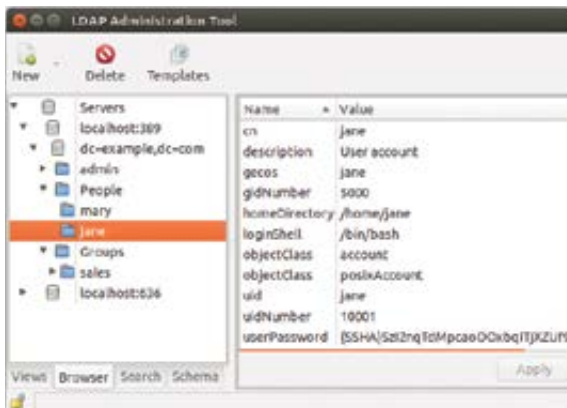 LDAP Administration Tool
New Delete Templates
Servers
localhost:389
dc=example,dc=com
admin
People
mary
jane
Groups
sales
localhost:636
Name Value
cn jane
description User account
gecos jane
gidNumber 5000
homeDirectory /home/jane
loginShell /bin/bash
objectClass account
objectClass posixAccount
uid jane
uidNumber 10001
userPassword
Views Browser Search Schema
Apply